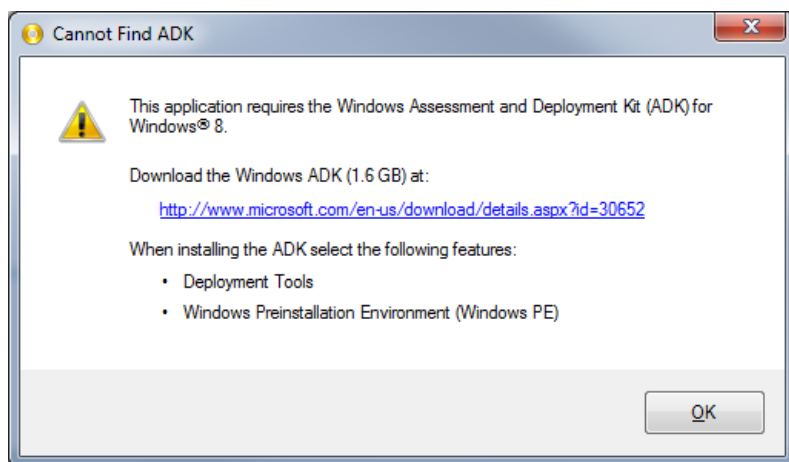 Cannot Find ADK
This application requires the Windows Assessment and Deployment Kit (ADK) for
Windows® 8.
Download the Windows ADK (1.6 GB) at:
http://www.microsoft.com/en-us/download/details.aspx?id=30652
When installing the ADK select the following features:
• Deployment Tools
• Windows Preinstallation Environment (Windows PE)
OK